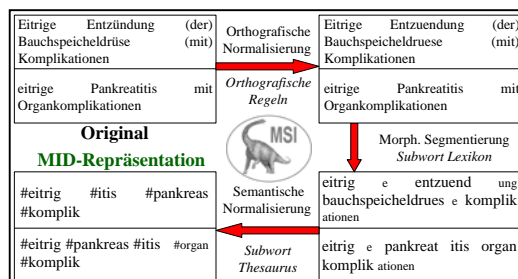 Eitrige Entzündung (der)
Bauchspeicheldrüse (mit)
Komplikationen
eitrige Pankreatitis mit
Organkomplikationen
Original
Orthografische
Normalisierung
Orthografische
Regeln
Eitrige Entzuendung (der)
Bauchspeicheldruese (mit)
Komplikationen
eitrige Pankreatitis mit
Organkomplikationen
MSI
Morph. Segmentierung
Subwort Lexikon
MID-Repräsentation
#eitrig #itis #pankreas
#komplik
#eitrig #pankreas #itis #organ
#komplik
Semantische
Normalisierung
Subwort
Thesaurus
eitrig e entzuend ung
bauchspeicheldrues e komplik
ationen
eitrig e pankreat itis organ
komplik ationen